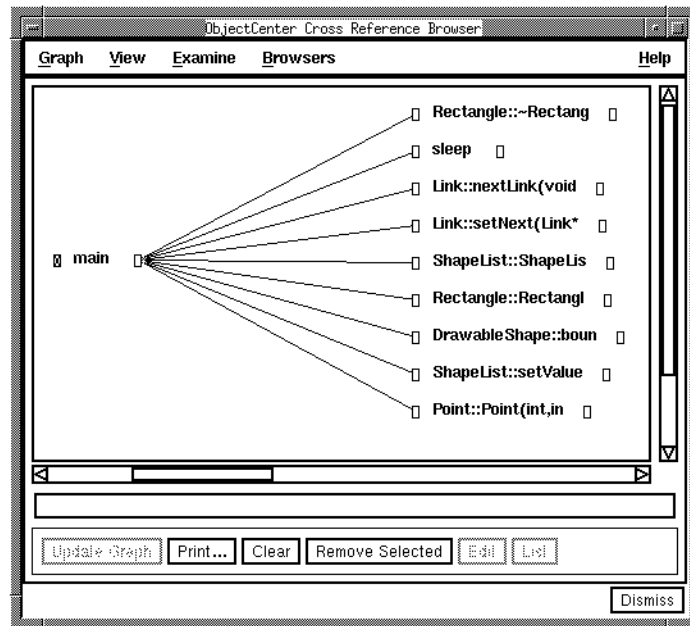 ObjectCenter Cross Reference Browser
Graph View Examine Browsers Help
Rectangle::~Rectang
sleep
Link::nextLink(void
Link::setNext(Link*
main
ShapeList::ShapeLis
Rectangle::Rectangl
DrawableShape::boun
ShapeList::setValue
Point::Point(int,in
Update Graph Print... Clear Remove Selected Edit List
Dismiss